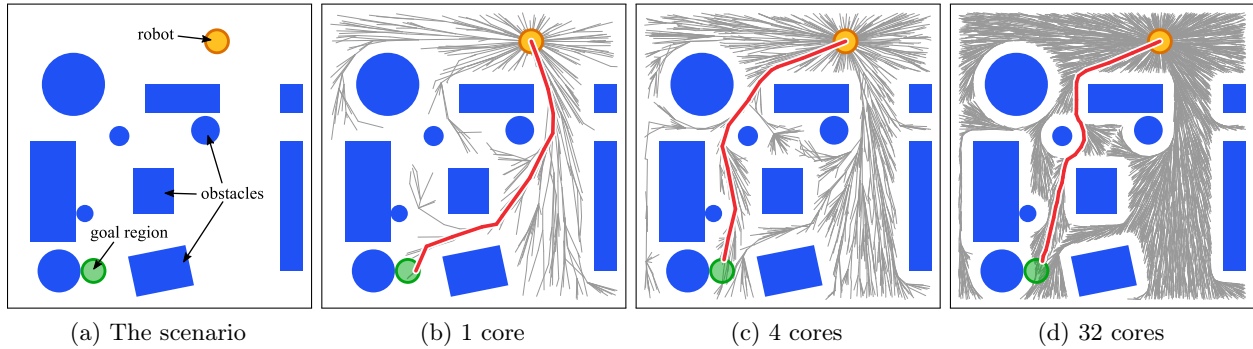 robot
obstacles
goal region
(a) The scenario
(b) 1 core
(c) 4 cores
(d) 32 cores